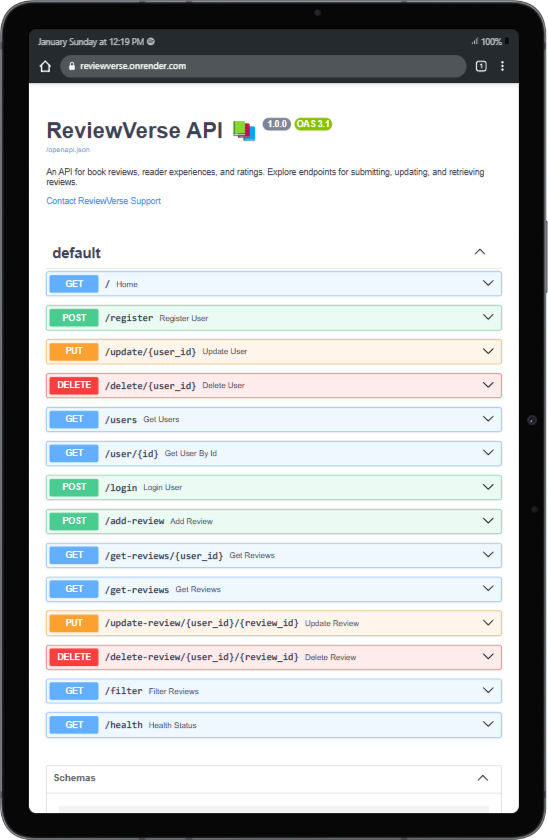 January Sunday at 12:19 PM
100%
reviewverse.onrender.com
1
ReviewVerse API 1.0.0 OAS 3.1
/openapi.json
An API for book reviews, reader experiences, and ratings. Explore endpoints for submitting, updating, and retrieving
reviews.
Contact ReviewVerse Support
default
GET / Home
POST /register Register User
PUT /update/{user_id} Update User
DELETE /delete/{user_id} Delete User
GET /users Get Users
GET /user/{id} Get User By Id
POST /login Login User
POST /add-review Add Review
GET /get-reviews/{user_id} Get Reviews
GET /get-reviews Get Reviews
PUT /update-review/{user_id}/{review_id} Update Review
DELETE /delete-review/{user_id}/{review_id} Delete Review
GET /filter Filter Reviews
GET /health Health Status
Schemas